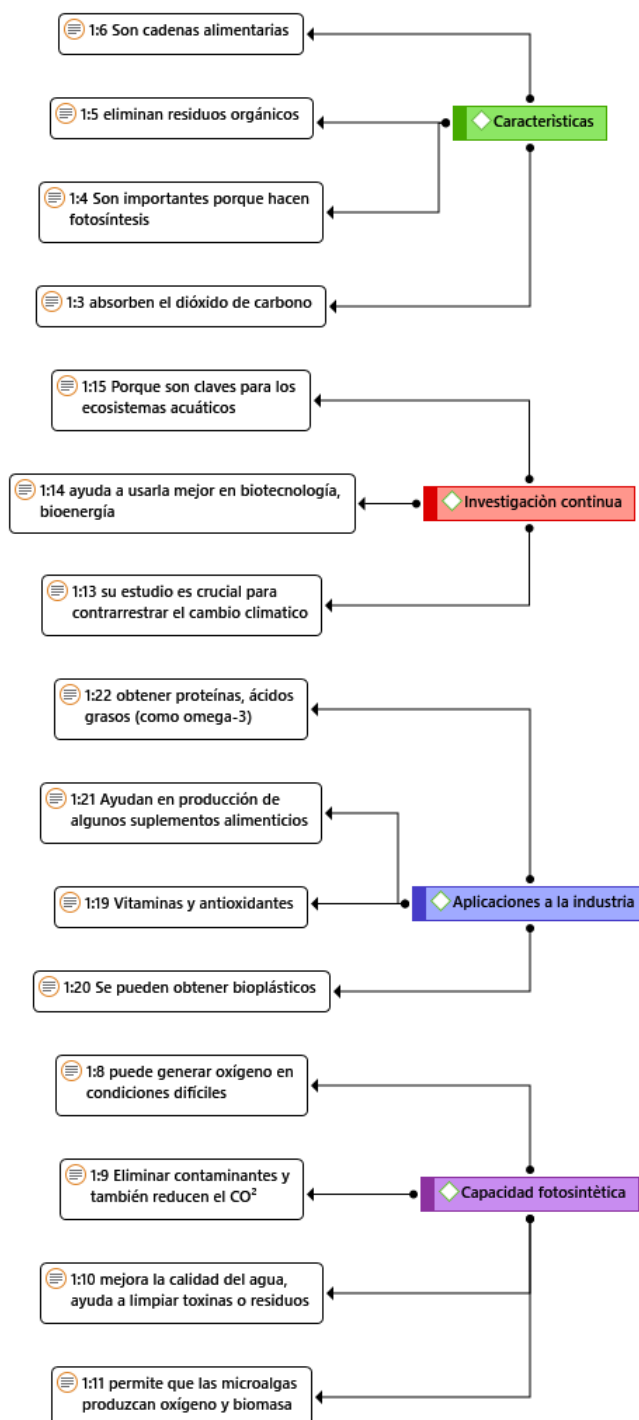 1:6 Son cadenas alimentarias
1:5 eliminan residuos orgánicos
Caracterìsticas
1:4 Son importantes porque hacen
fotosíntesis
1:3 absorben el dióxido de carbono
1:15 Porque son claves para los
ecosistemas acuáticos
1:14 ayuda a usarla mejor en biotecnología,
bioenergía
Investigaciòn continua
1:13 su estudio es crucial para
contrarrestrar el cambio climatico
1:22 obtener proteínas, ácidos
grasos (como omega-3)
1:21 Ayudan en producción de
algunos suplementos alimenticios
1:19 Vitaminas y antioxidantes
Aplicaciones a la industria
1:20 Se pueden obtener bioplásticos
1:8 puede generar oxígeno en
condiciones difíciles
1:9 Eliminar contaminantes y
también reducen el CO²
Capacidad fotosintètica
1:10 mejora la calidad del agua,
ayuda a limpiar toxinas o residuos
1:11 permite que las microalgas
produzcan oxígeno y biomasa